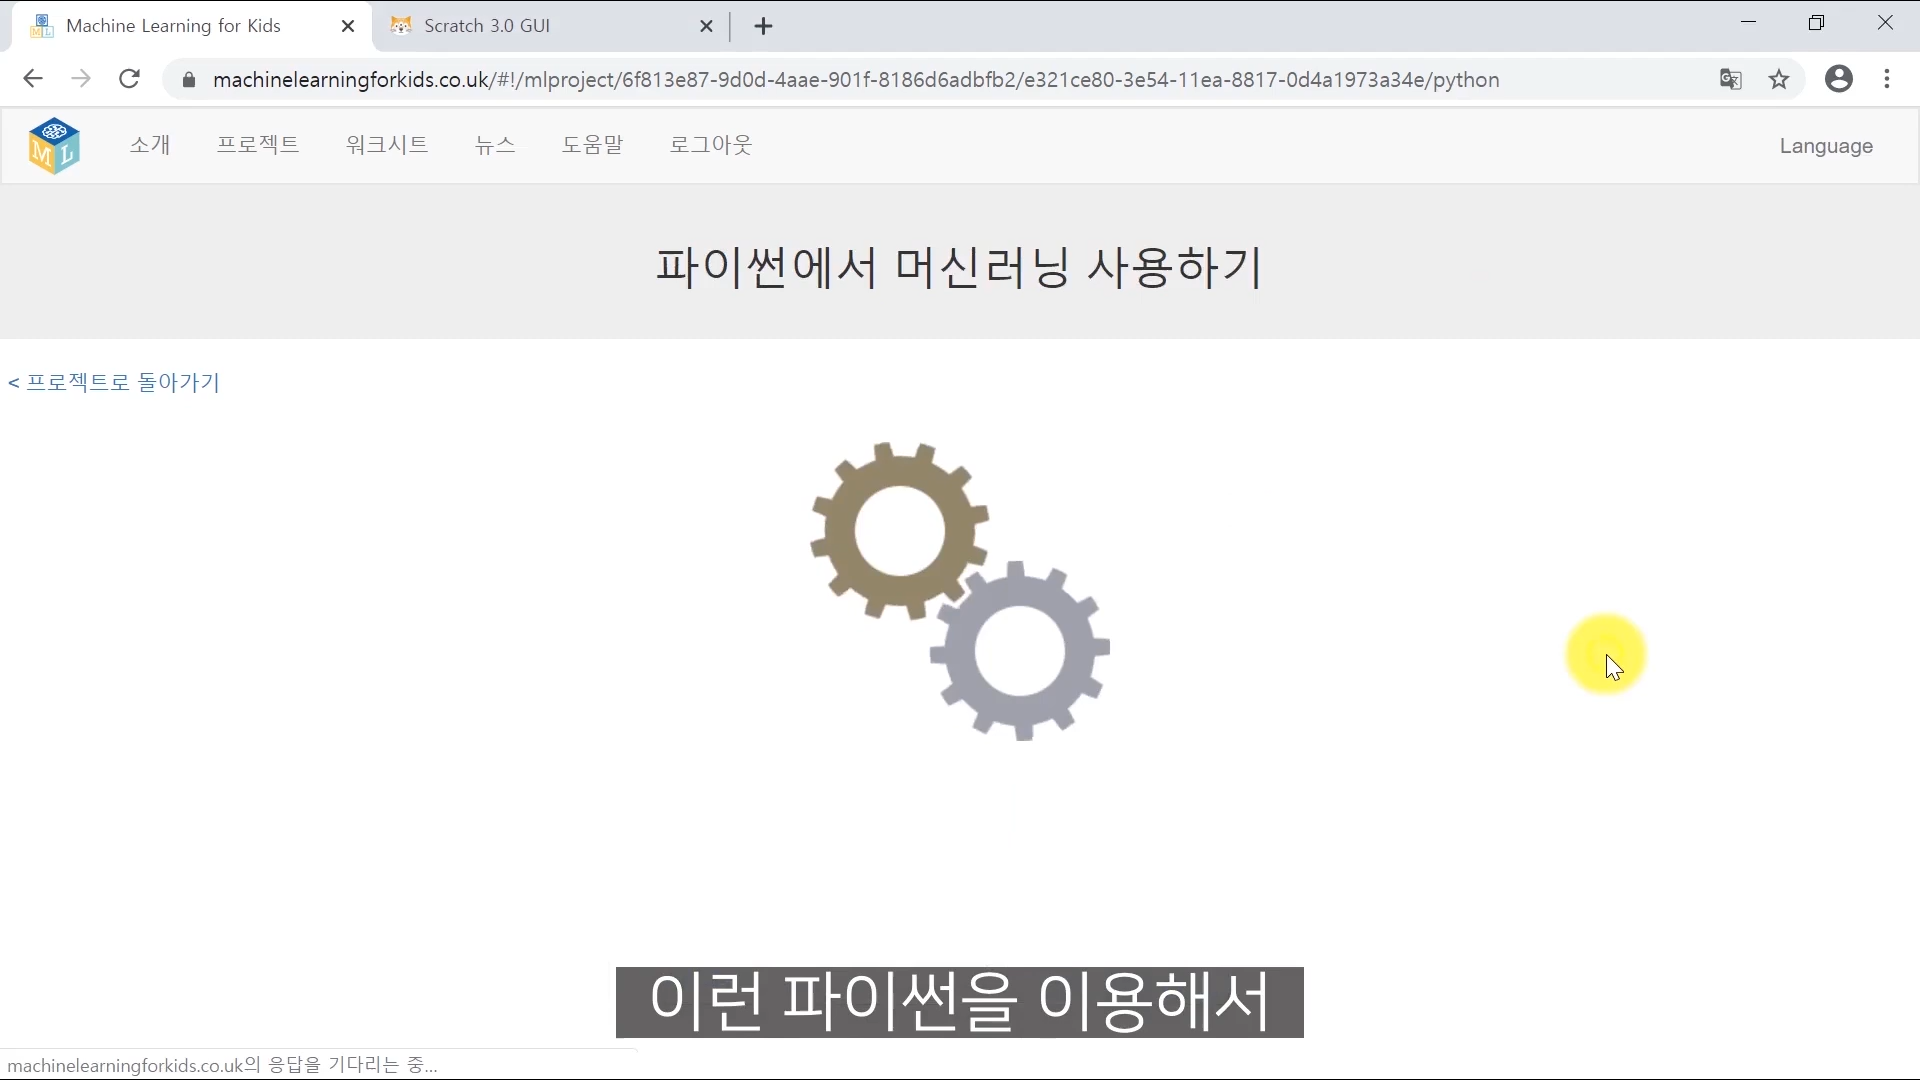 Machine Learning for Kids
Scratch 3.0 GUI
machinelearningforkids.co.uk/#!/mlproject/6f813e87-9d0d-4aae-901f-8186d6adbfb2/e321ce80-3e54-11ea-8817-0d4a1973a34e/python
ML 소개 프로젝트 워크시트 뉴스 도움말 로그아웃 Language
파이썬에서 머신러닝 사용하기
< 프로젝트로 돌아가기
이런 파이썬을 이용해서
machinelearningforkids.co.uk의 응답을 기다리는 중...